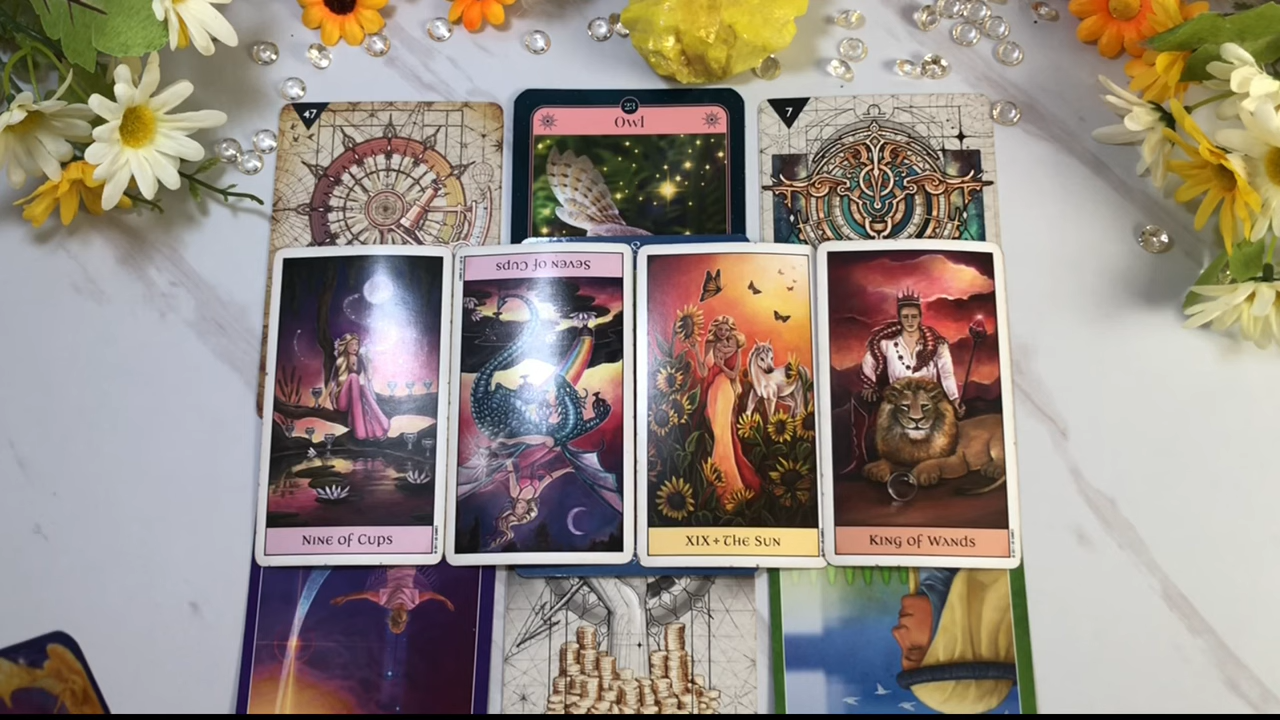 47
23
Owl
7
Seven of Cups
Nine of Cups
XIX + The Sun
King of Wands